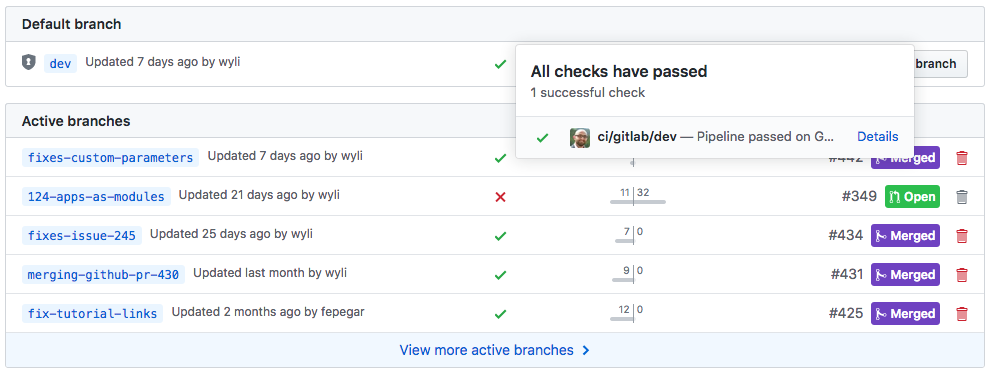 Default branch
dev Updated 7 days ago by wyli
branch
All checks have passed
1 successful check
ci/gitlab/dev — Pipeline passed on G... Details
Active branches
fixes-custom-parameters Updated 7 days ago by wyli #442 Merged
124-apps-as-modules Updated 21 days ago by wyli 11 32 #349 Open
fixes-issue-245 Updated 25 days ago by wyli 7 0 #434 Merged
merging-github-pr-430 Updated last month by wyli 9 0 #431 Merged
fix-tutorial-links Updated 2 months ago by fepegar 12 0 #425 Merged
View more active branches